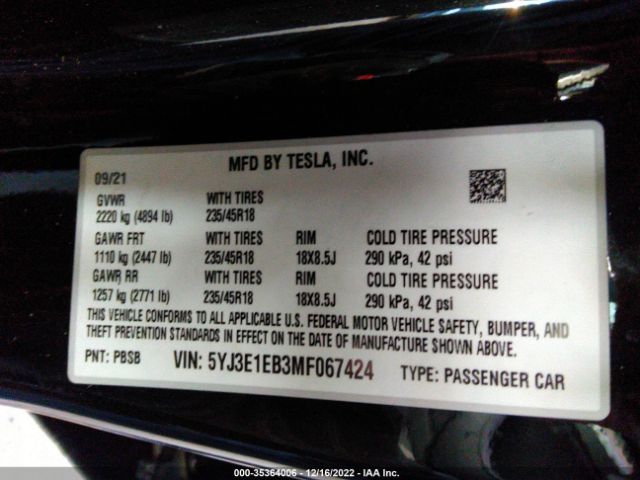 MFD BY TESLA, INC.
09/21
GVWR WITH TIRES
2220 kg (4894 lb) 235/45R18
GAWR FRT WITH TIRES RIM COLD TIRE PRESSURE
1110 kg (2447 lb) 235/45R18 18X8.5J 290 kPa, 42 psi
GAWR RR WITH TIRES RIM COLD TIRE PRESSURE
1257 kg (2771 lb) 235/45R18 18X8.5J 290 kPa, 42 psi
THIS VEHICLE CONFORMS TO ALL APPLICABLE U.S. FEDERAL MOTOR VEHICLE SAFETY, BUMPER, AND
THEFT PREVENTION STANDARDS IN EFFECT ON THE DATE OF MANUFACTURE SHOWN ABOVE.
PNT: PBSB VIN: 5YJ3E1EB3MF067424 TYPE: PASSENGER CAR
000-35364006 - 12/16/2022 - IAA Inc.